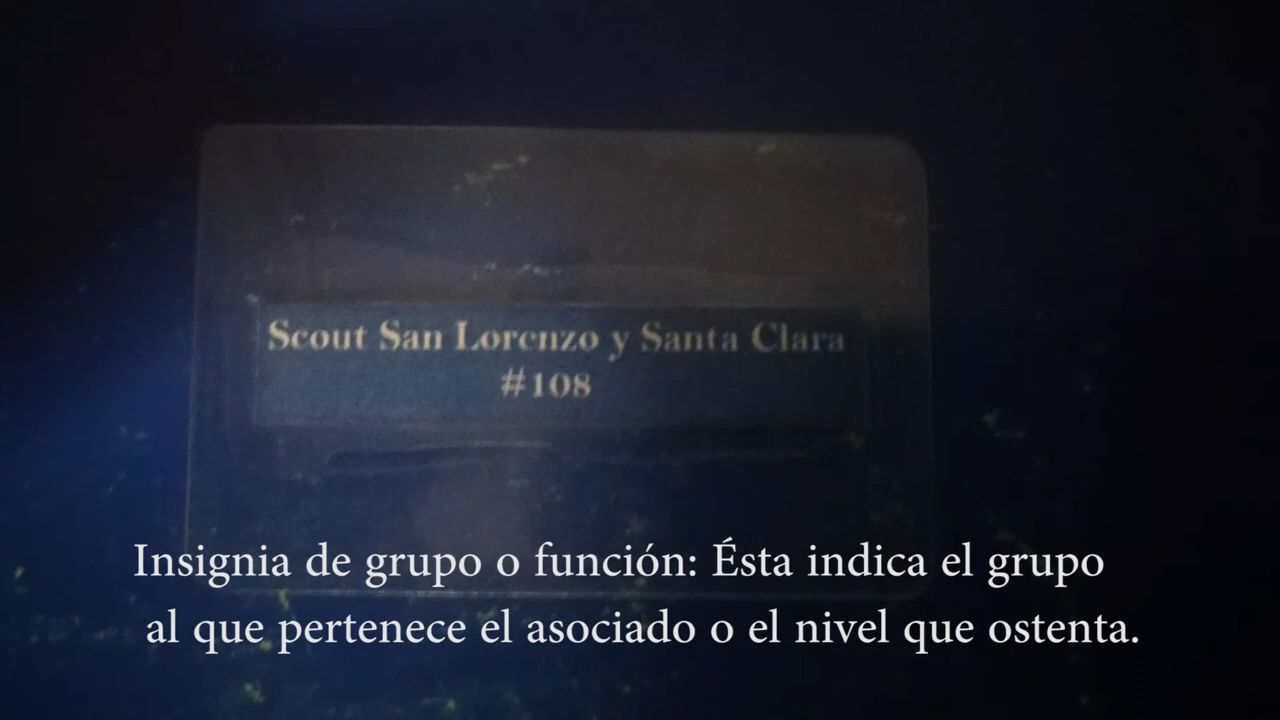 Scout San Lorenzo y Santa Clara
#108
Insignia de grupo o función: Ésta indica el grupo
al que pertenece el asociado o el nivel que ostenta.